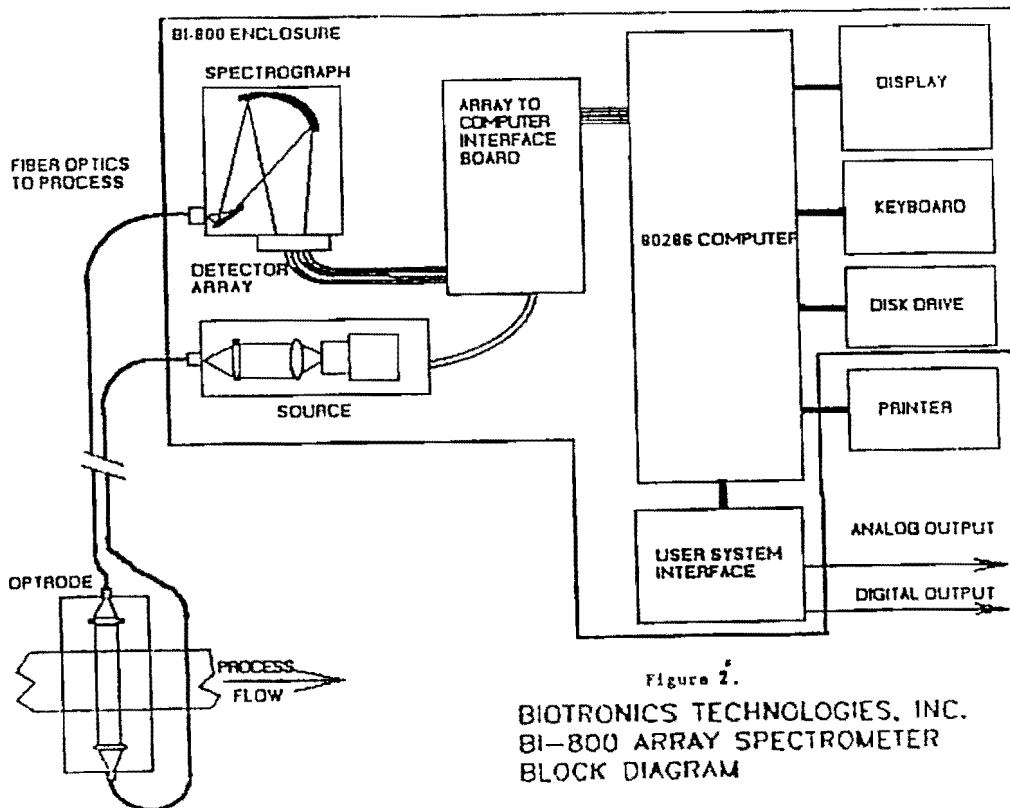 BI-800 ENCLOSURE
SPECTROGRAPH
FIBER OPTICS
TO PROCESS
DETECTOR
ARRAY
SOURCE
ARRAY TO
COMPUTER
INTERFACE
BOARD
80286 COMPUTER
DISPLAY
KEYBOARD
DISK DRIVE
PRINTER
USER SYSTEM
INTERFACE
ANALOG OUTPUT
DIGITAL OUTPUT
OPTRODE
PROCESS
FLOW
Figure 2.
BIOTRONICS TECHNOLOGIES, INC.
BI-800 ARRAY SPECTROMETER
BLOCK DIAGRAM